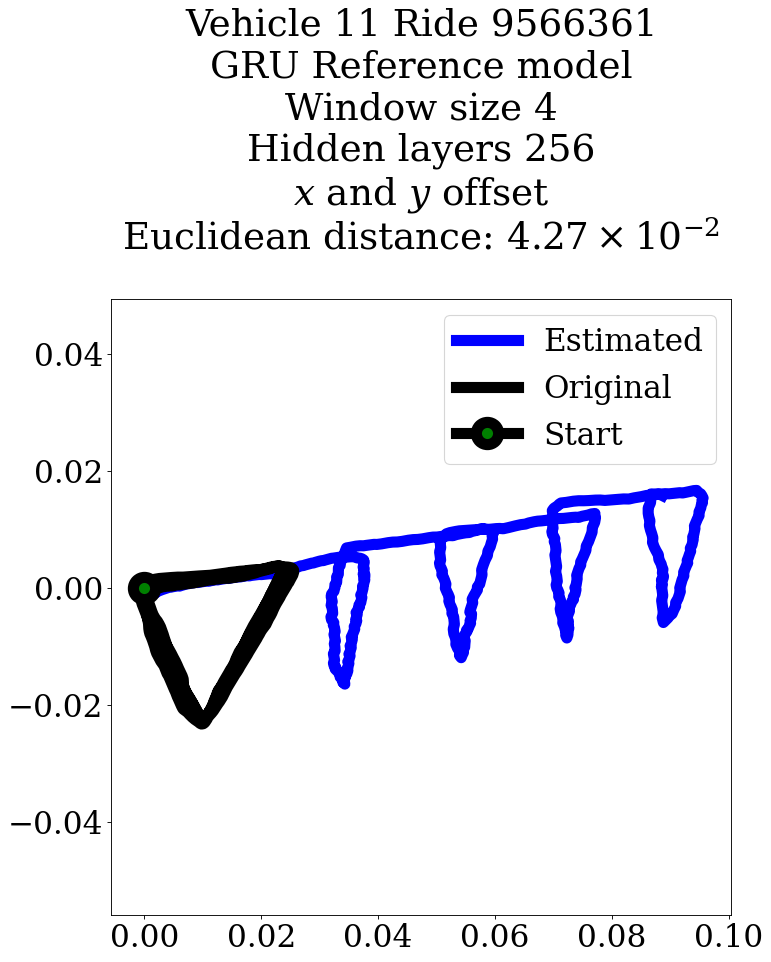 Vehicle 11 Ride 9566361
GRU Reference model
Window size 4
Hidden layers 256
x and y offset
Euclidean distance: 4.27 × 10⁻²
Estimated
Original
Start
0.04
0.02
0.00
−0.02
−0.04
0.00 0.02 0.04 0.06 0.08 0.10